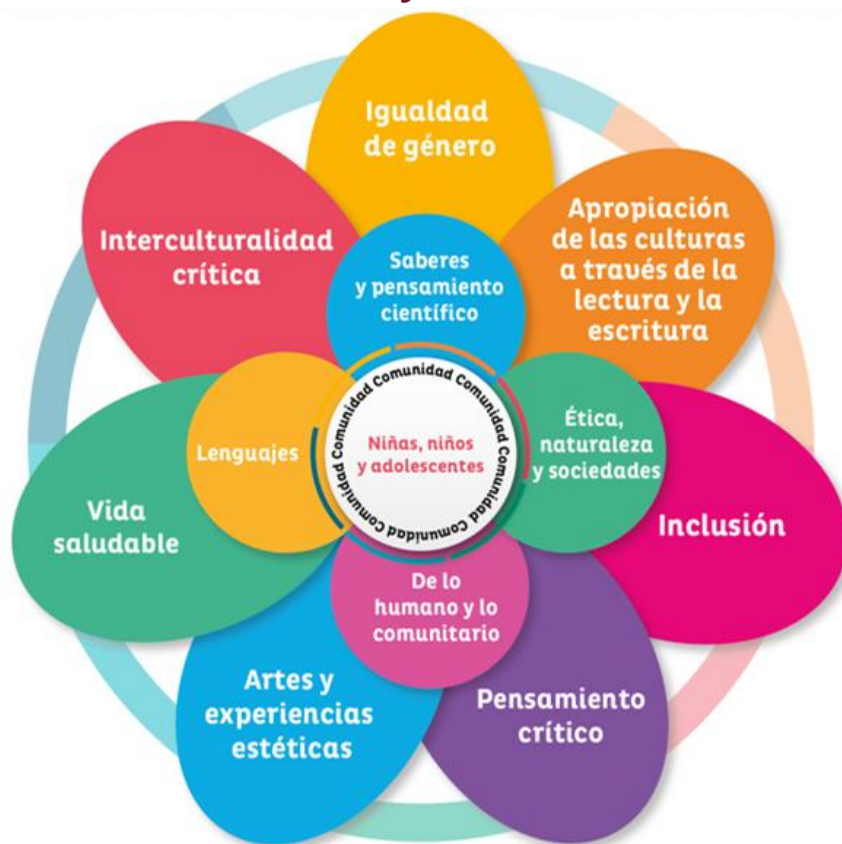 Igualdad
de género
Apropiación
de las culturas
a través de la
lectura y la
escritura
Interculturalidad
crítica
Saberes
y pensamiento
científico
Comunidad Comunidad Comunidad Comunidad Comunidad Comunidad Comunidad
Niñas, niños
y adolescentes
Lenguajes
Ética,
naturaleza
y sociedades
Vida
saludable
Inclusión
De lo
humano y lo
comunitario
Artes y
experiencias
estéticas
Pensamiento
crítico